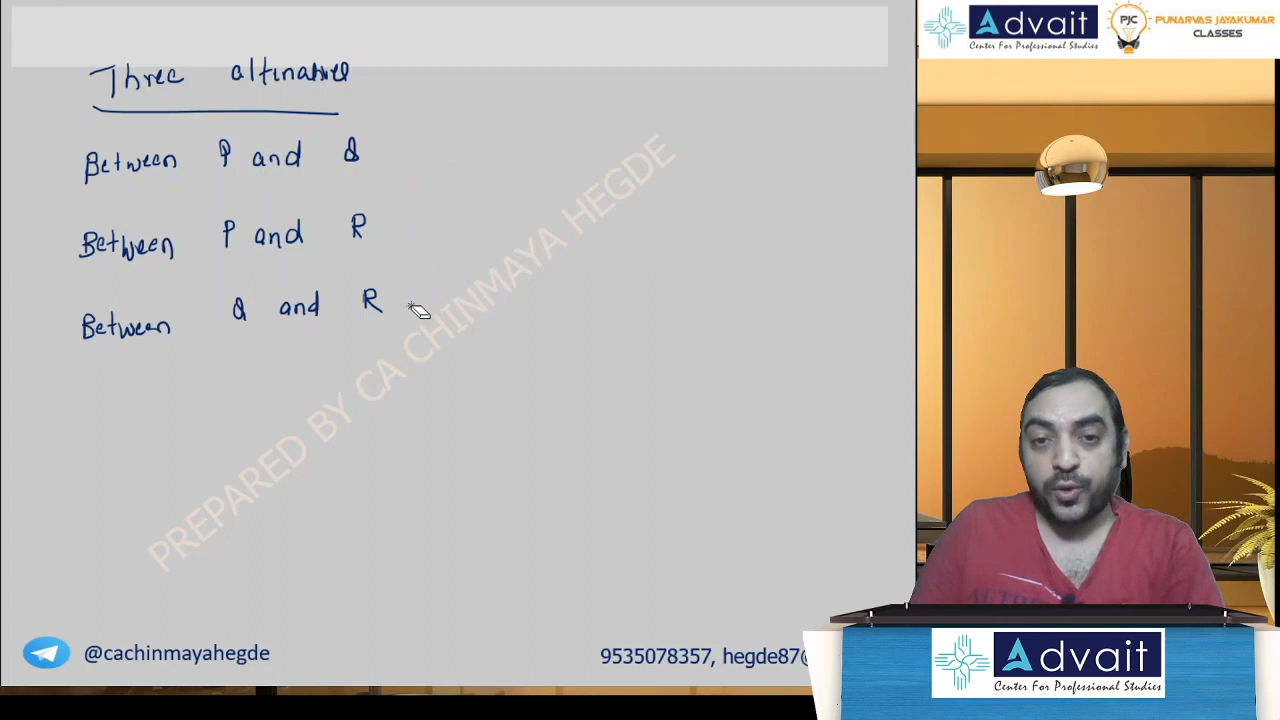 Three altinatives
Between P and Q
Between P and R
Between Q and R
PREPARED BY CA CHINMAYA HEGDE
@cachinmayahegde
9535078357, hegde87@
Advait
Center For Professional Studies
PJC
PUNARVAS JAYAKUMAR
CLASSES
Advait
Center For Professional Studies